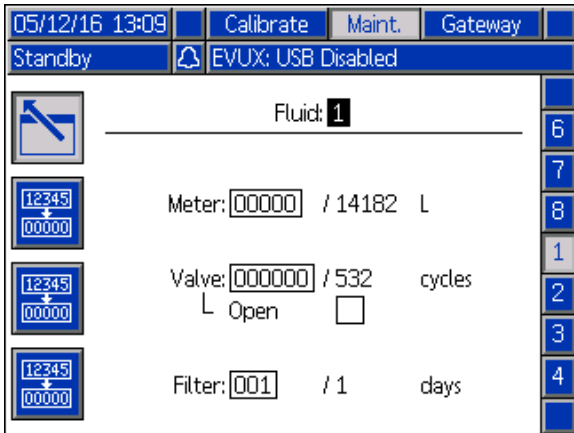 05/12/16 13:09 Calibrate Maint. Gateway
Standby EVUX: USB Disabled
Fluid: 1
6
7
12345
00000
Meter: 00000 / 14182 L
8
1
12345
00000
Valve: 000000 / 532 cycles
2
└ Open
3
12345
00000
Filter: 001 / 1 days
4